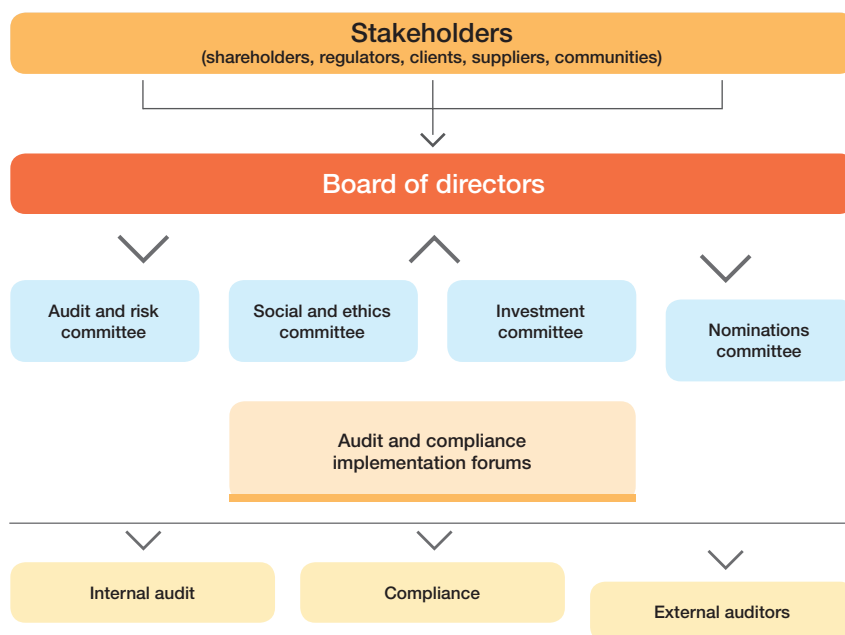 Stakeholders
(shareholders, regulators, clients, suppliers, communities)
Board of directors
Audit and risk
committee
Social and ethics
committee
Investment
committee
Nominations
committee
Audit and compliance
implementation forums
Internal audit
Compliance
External auditors